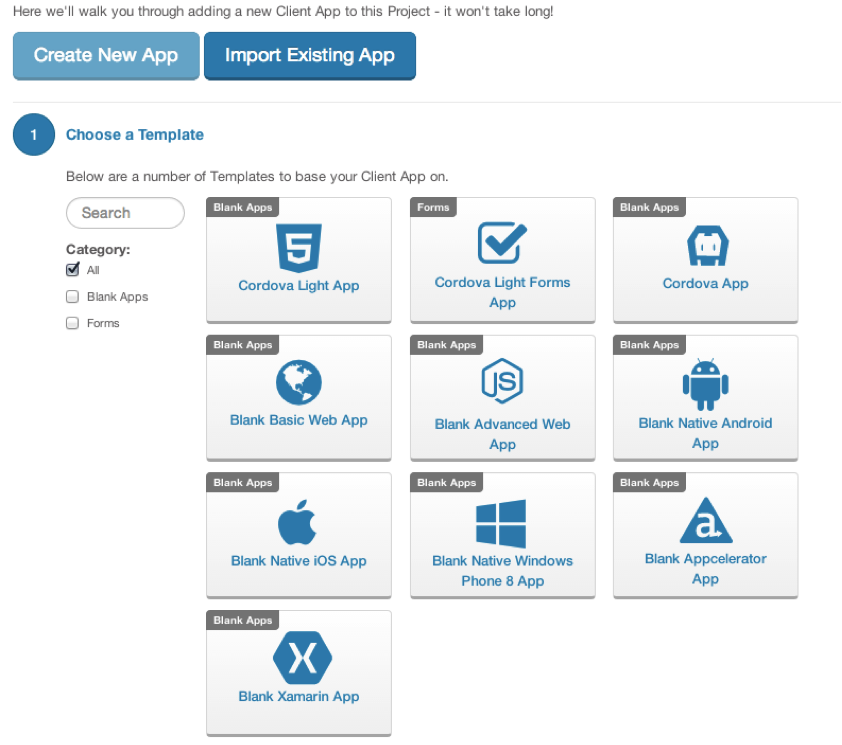 Here we'll walk you through adding a new Client App to this Project - it won't take long!
Create New App
Import Existing App
1
Choose a Template
Below are a number of Templates to base your Client App on.
Search
Category:
All
Blank Apps
Forms
Blank Apps
5
Cordova Light App
Forms
Cordova Light Forms
App
Blank Apps
Cordova App
Blank Apps
Blank Basic Web App
Blank Apps
JS
Blank Advanced Web
App
Blank Apps
Blank Native Android
App
Blank Apps
Blank Native iOS App
Blank Apps
Blank Native Windows
Phone 8 App
Blank Apps
a
Blank Appcelerator
App
Blank Apps
X
Blank Xamarin App